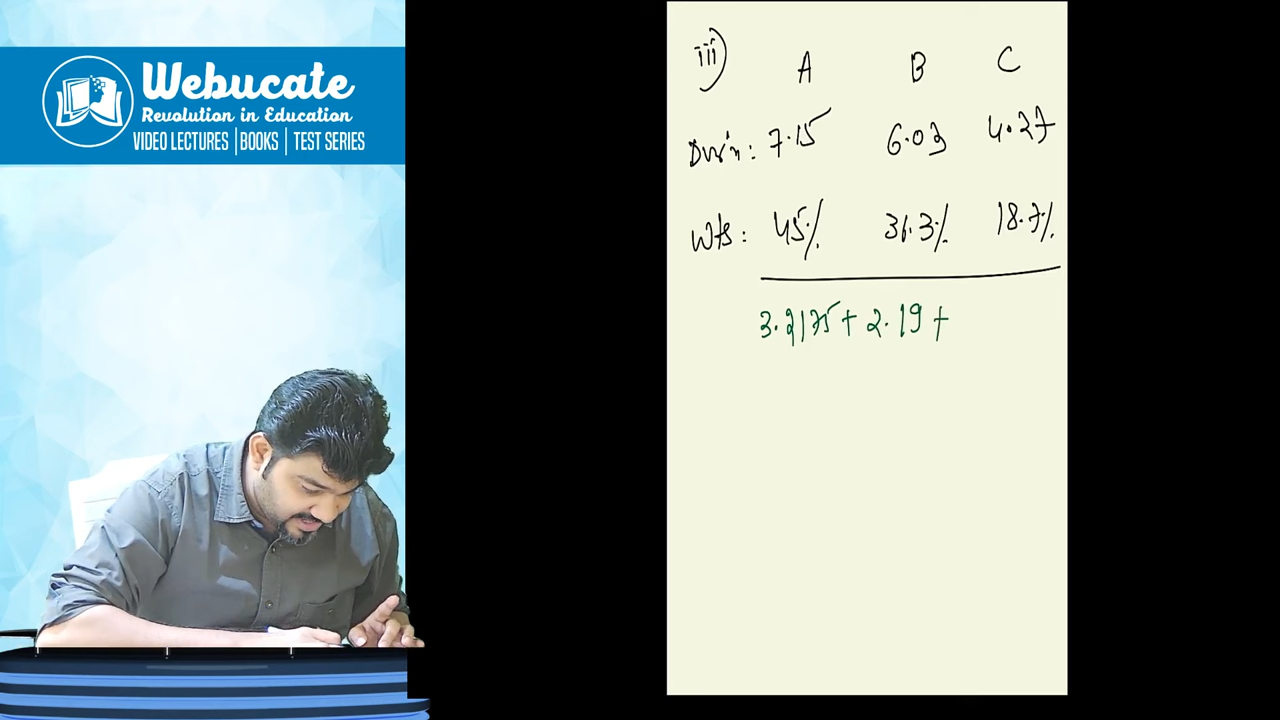 Webucate
Revolution in Education
VIDEO LECTURES | BOOKS | TEST SERIES
iii)
A B C
Dur'n: 7.15 6.03 4.27
Wts: 45% 36.3% 18.7%
3.2175 + 2.19 +